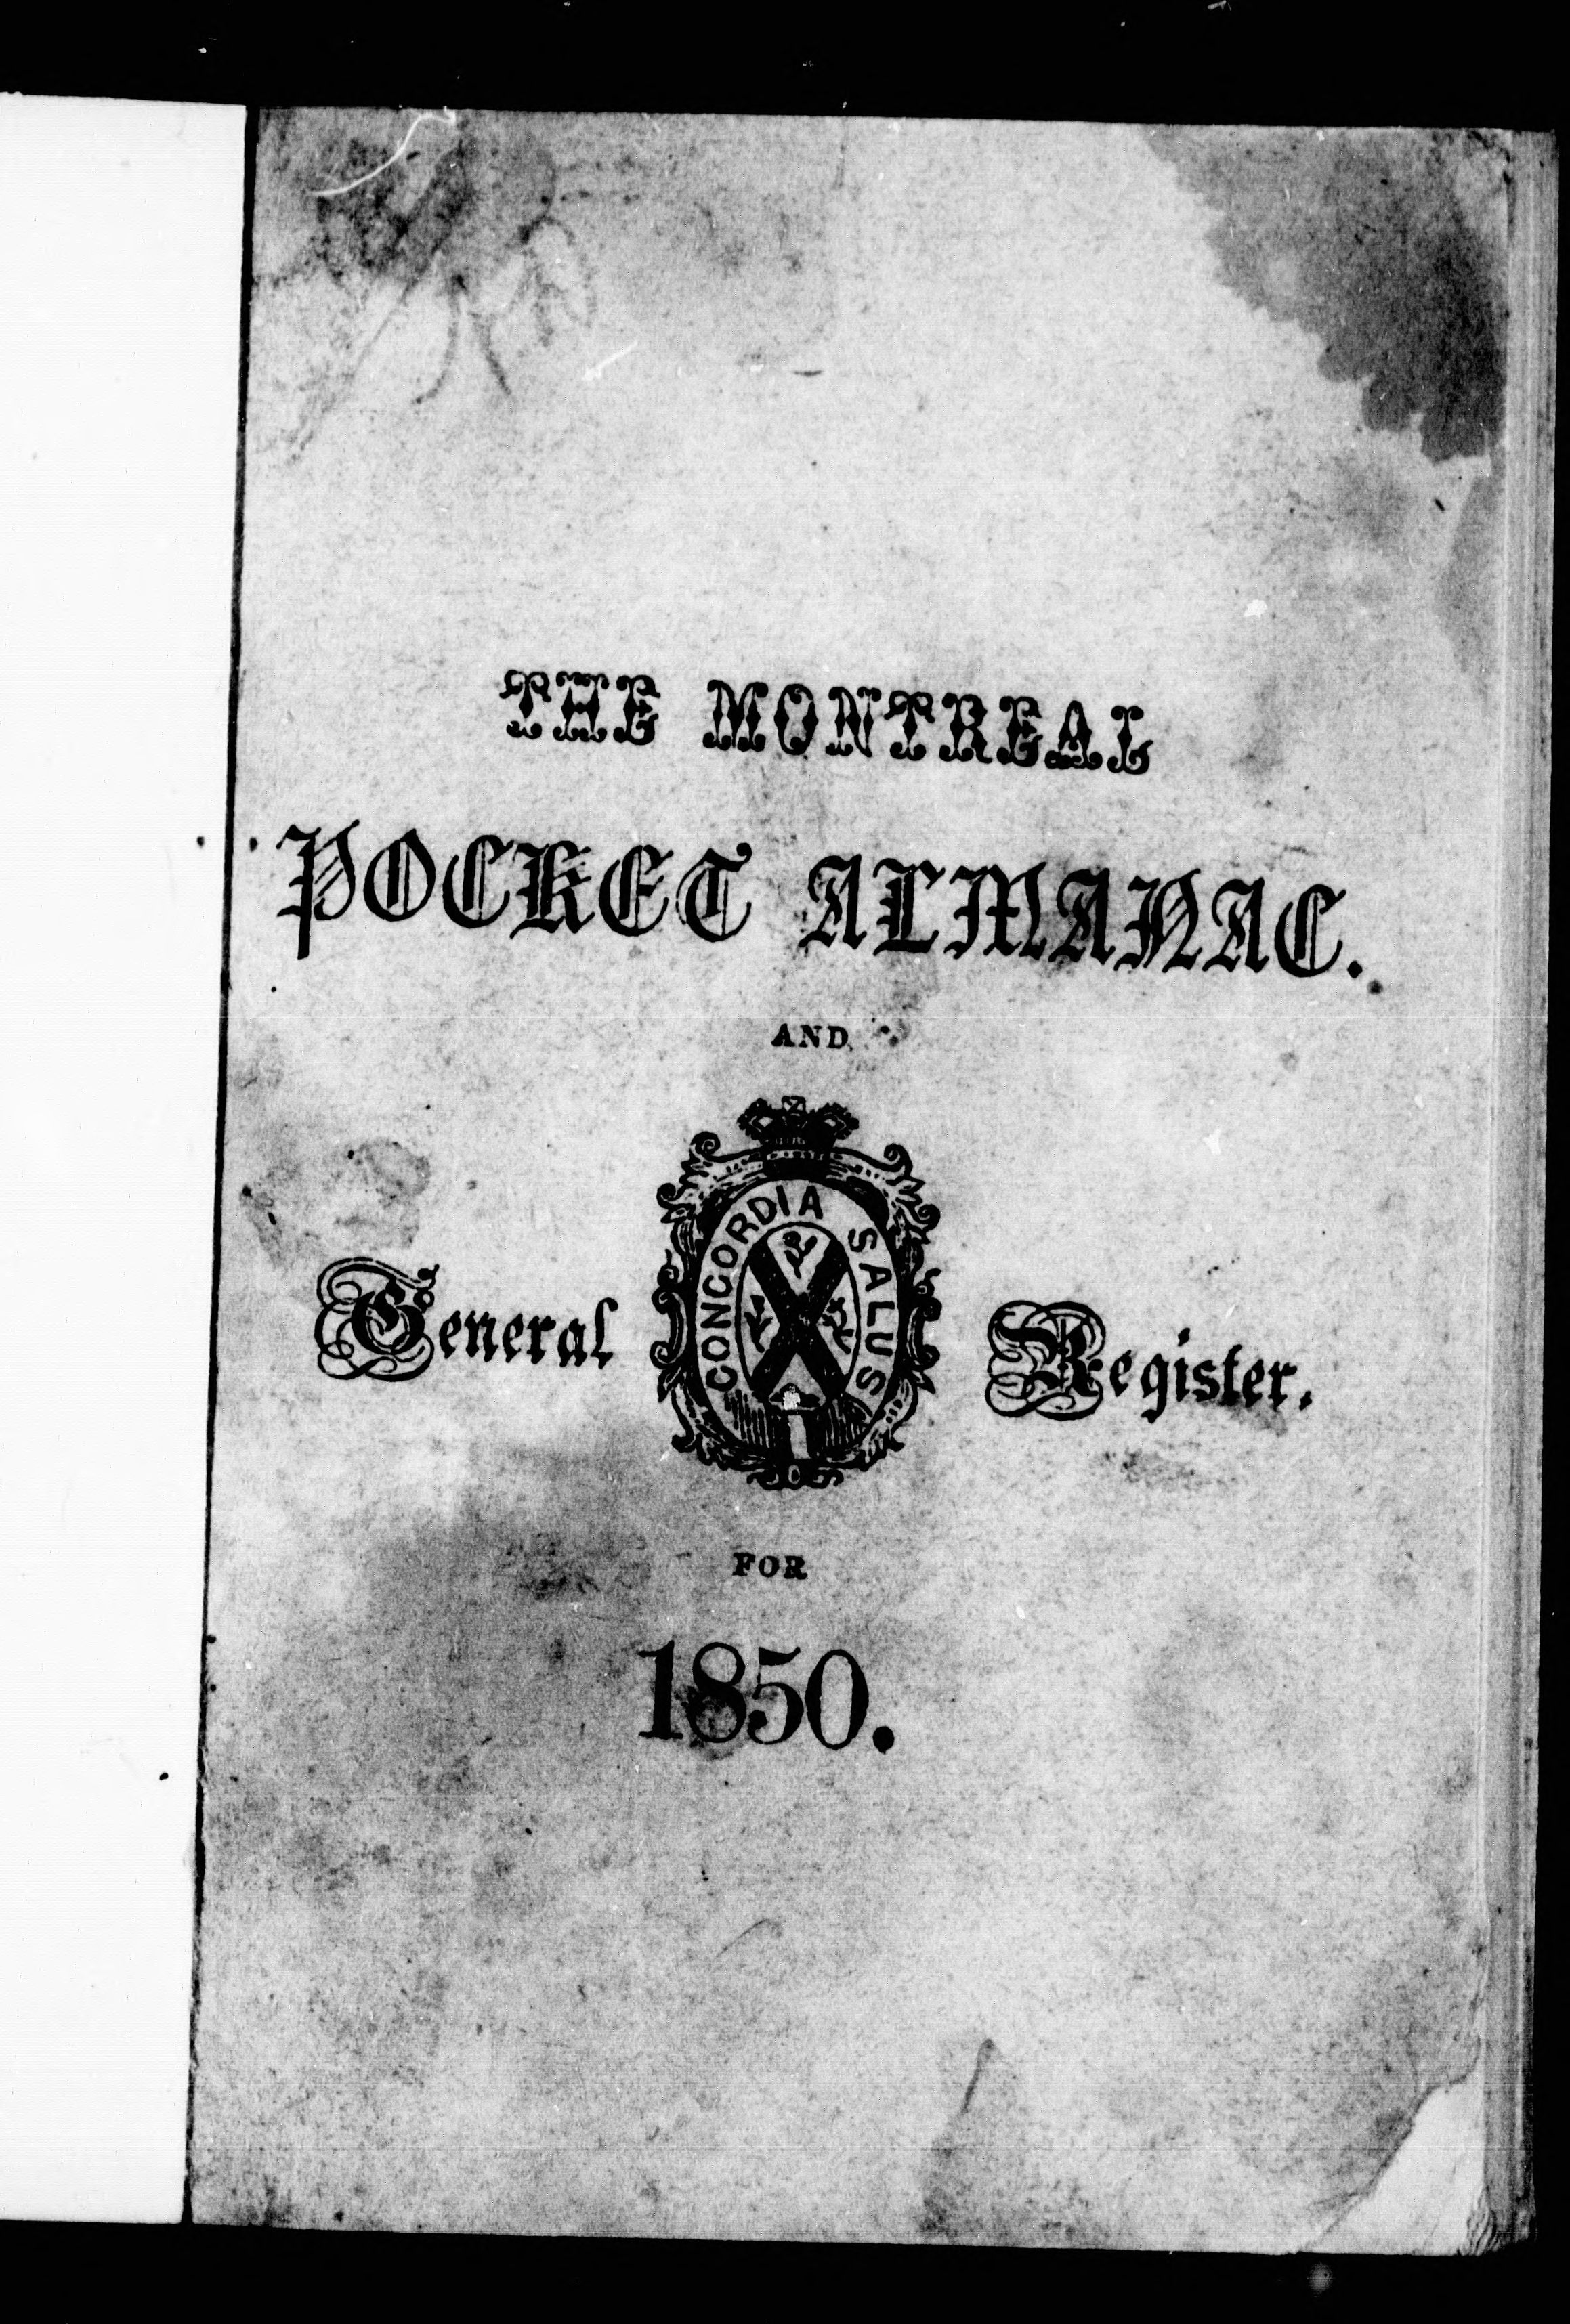 THE MONTREAL
POCKET ALMANAC.
AND
CONCORDIA SALUS
General Register.
FOR
1850.